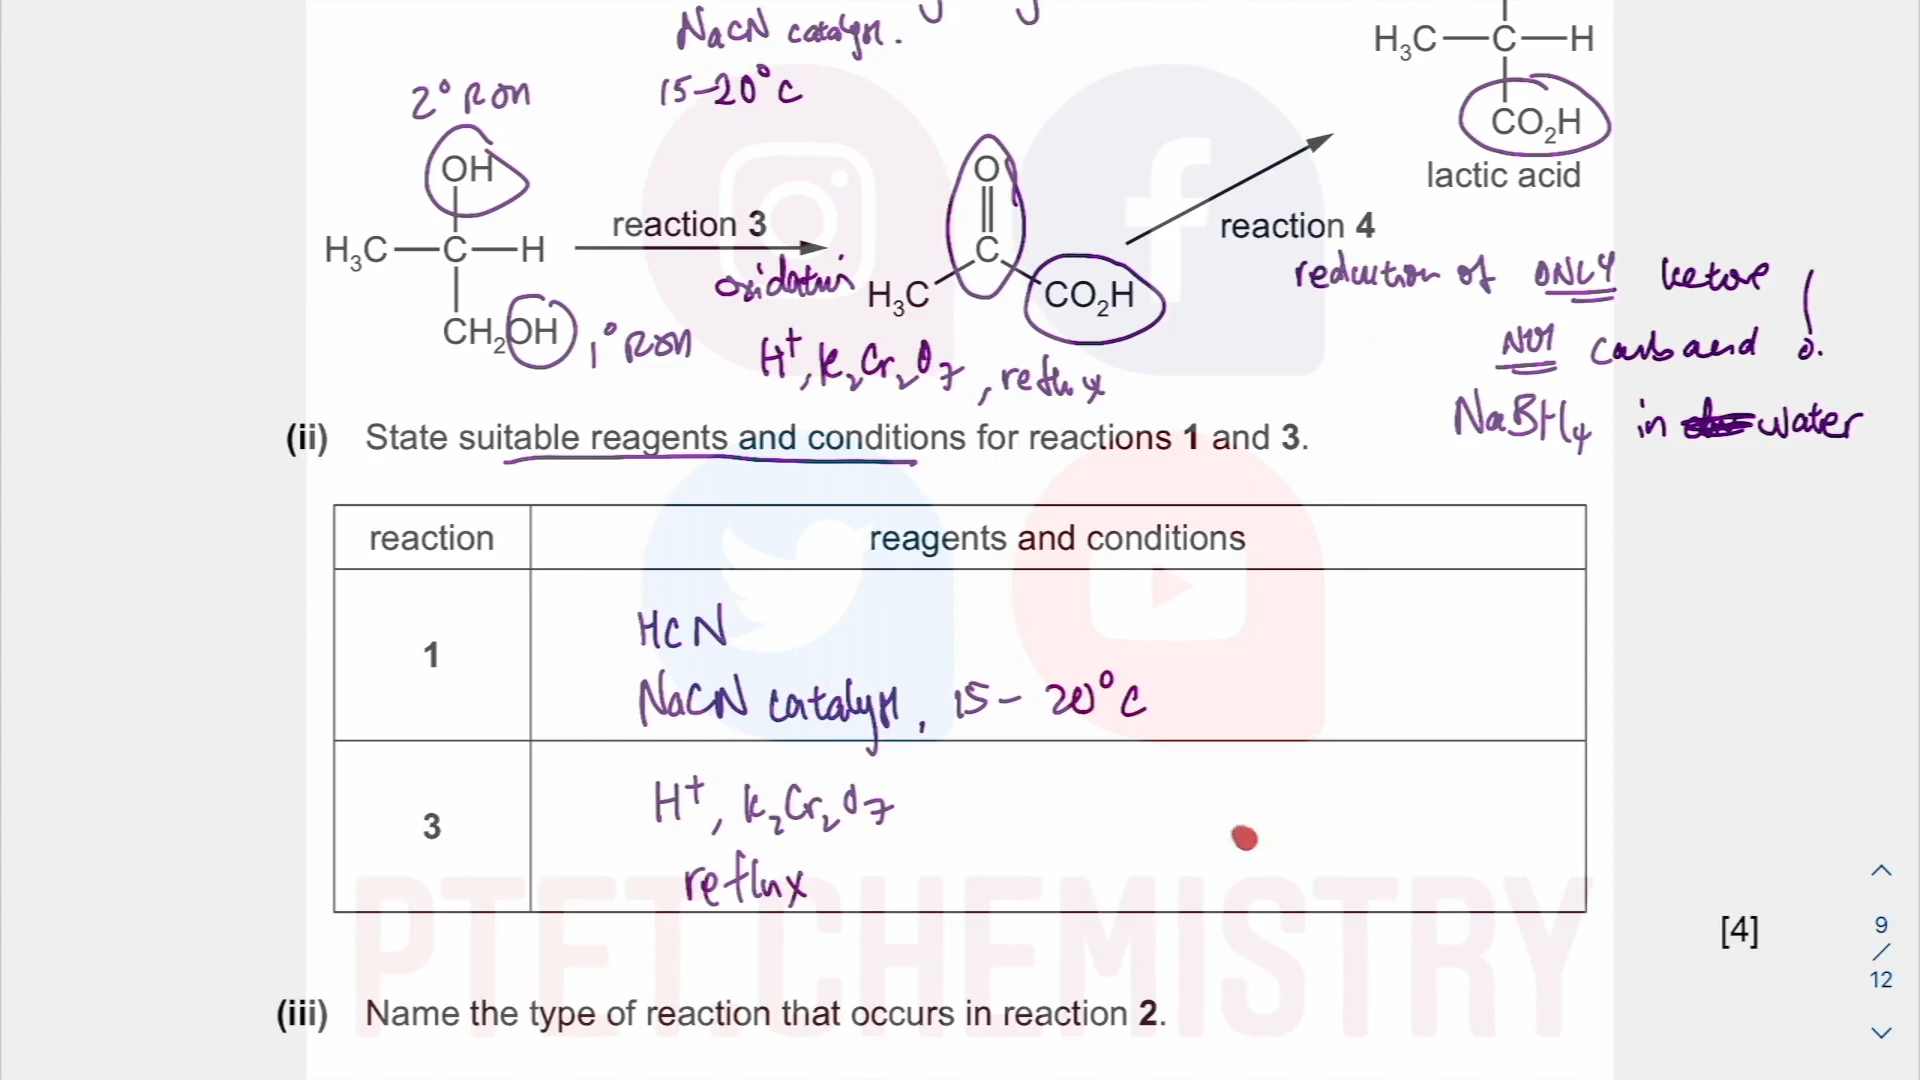 NaCN catalyst.
15-20°C
2° ROH
OH
H₃C—C—H
CH₂OH
1° ROH
reaction 3
oxidation
H⁺, K₂Cr₂O₇, reflux
O
C
H₃C
CO₂H
reaction 4
H₃C—C—H
CO₂H
lactic acid
reduction of ONLY ketone
NOT carb acid !
NaBH₄ in water
(ii) State suitable reagents and conditions for reactions 1 and 3.
reaction reagents and conditions
1
HCN
NaCN catalyst, 15 - 20°C
3
H⁺, K₂Cr₂O₇
reflux
[4]
9
/
12
PTET CHEMISTRY
(iii) Name the type of reaction that occurs in reaction 2.